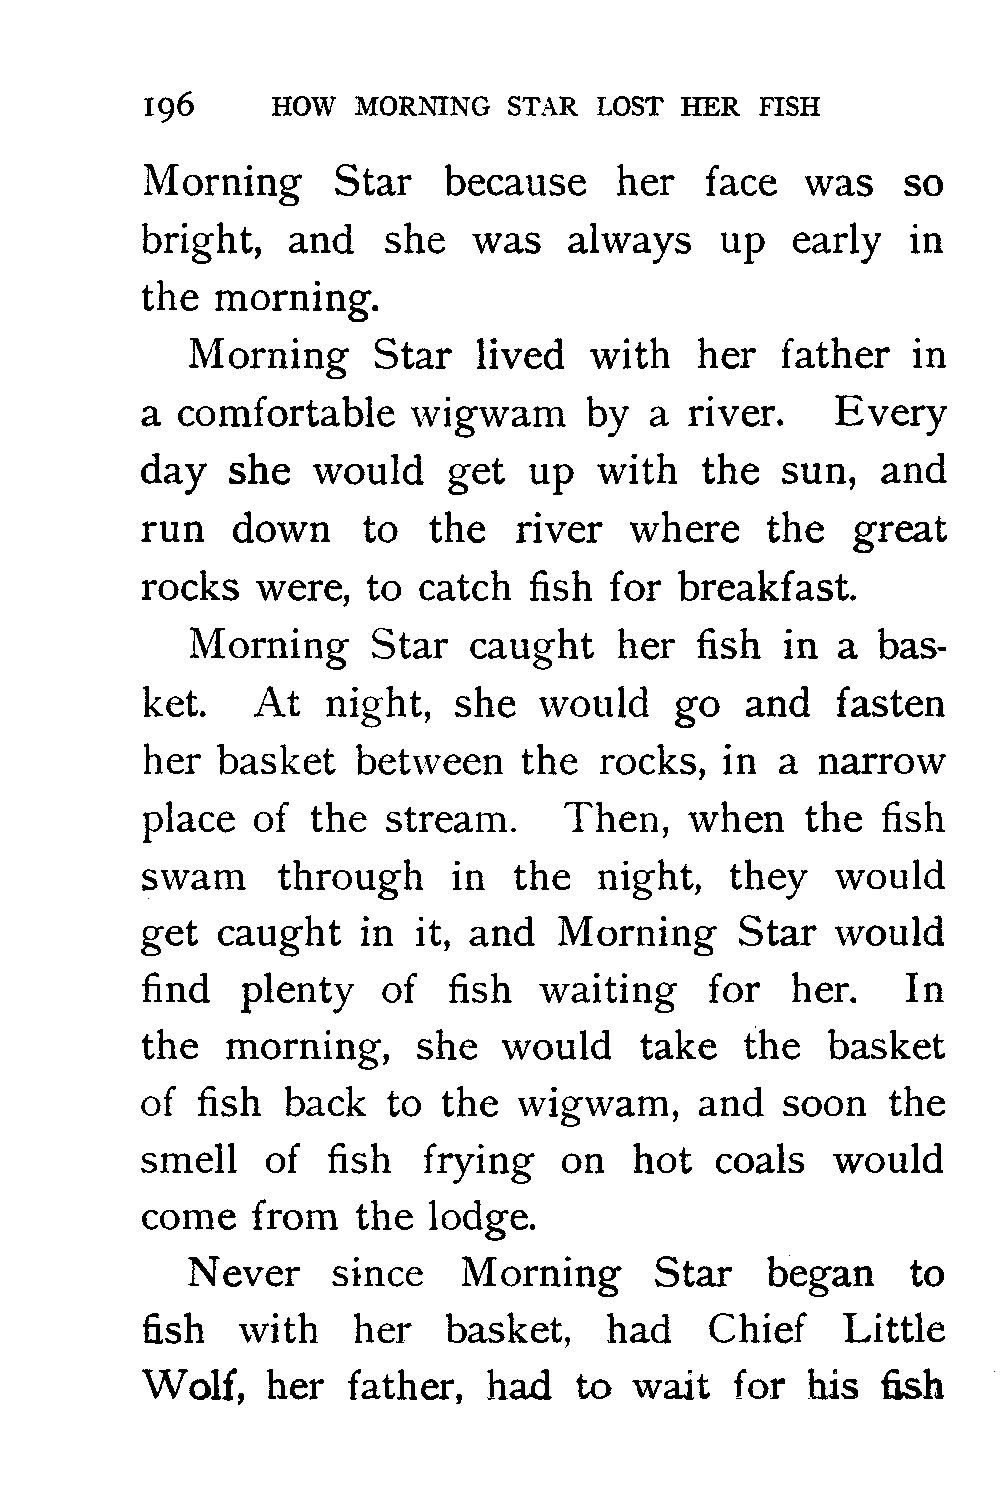 196 HOW MORNING STAR LOST HER FISH
Morning Star because her face was so
bright, and she was always up early in
the morning.
Morning Star lived with her father in
a comfortable wigwam by a river. Every
day she would get up with the sun, and
run down to the river where the great
rocks were, to catch fish for breakfast.
Morning Star caught her fish in a bas-
ket. At night, she would go and fasten
her basket between the rocks, in a narrow
place of the stream. Then, when the fish
swam through in the night, they would
get caught in it, and Morning Star would
find plenty of fish waiting for her. In
the morning, she would take the basket
of fish back to the wigwam, and soon the
smell of fish frying on hot coals would
come from the lodge.
Never since Morning Star began to
fish with her basket, had Chief Little
Wolf, her father, had to wait for his fish